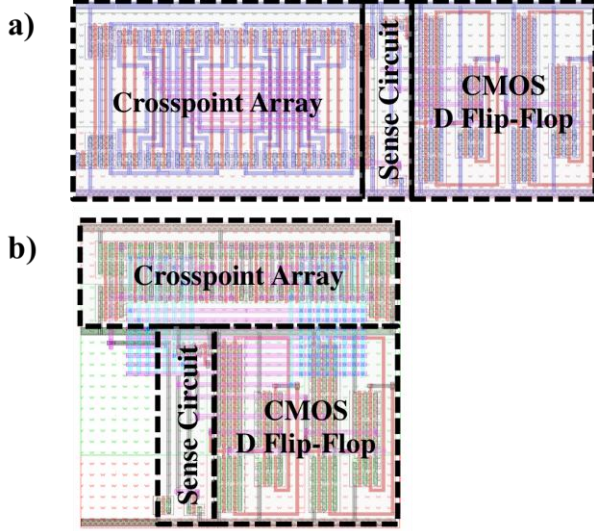 a)
Crosspoint Array
Sense Circuit
CMOS
D Flip-Flop
b)
Crosspoint Array
Sense Circuit
CMOS
D Flip-Flop